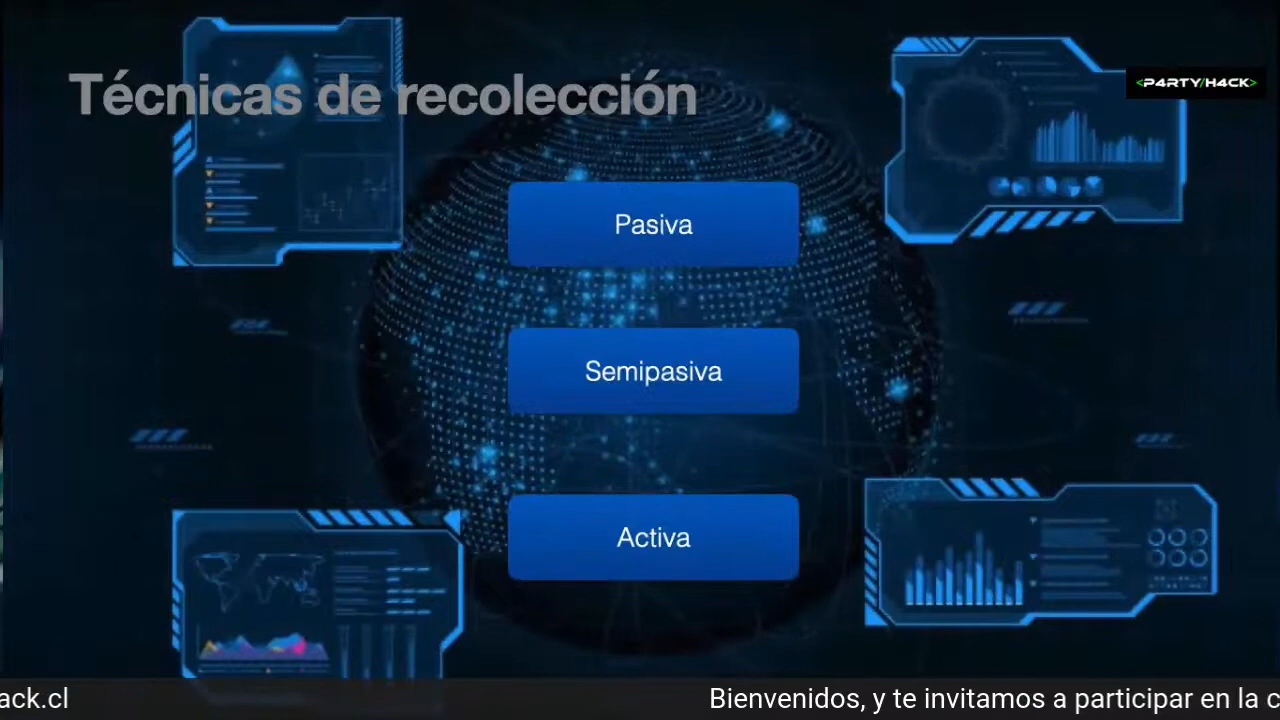 Técnicas de recolección
<P4RTY/H4CK>
Pasiva
Semipasiva
Activa
ack.cl
Bienvenidos, y te invitamos a participar en la c